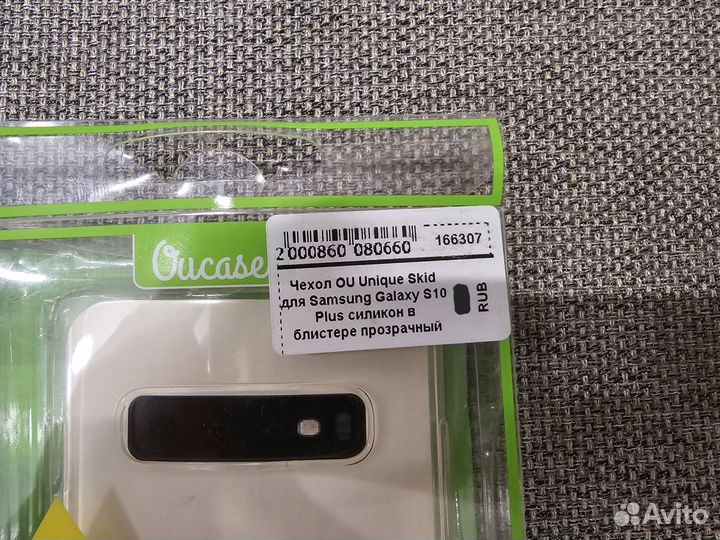 Oucase
2 000860 080660
166307
Чехол OU Unique Skid
для Samsung Galaxy S10
Plus силикон в
блистере прозрачный
RUB
Avito